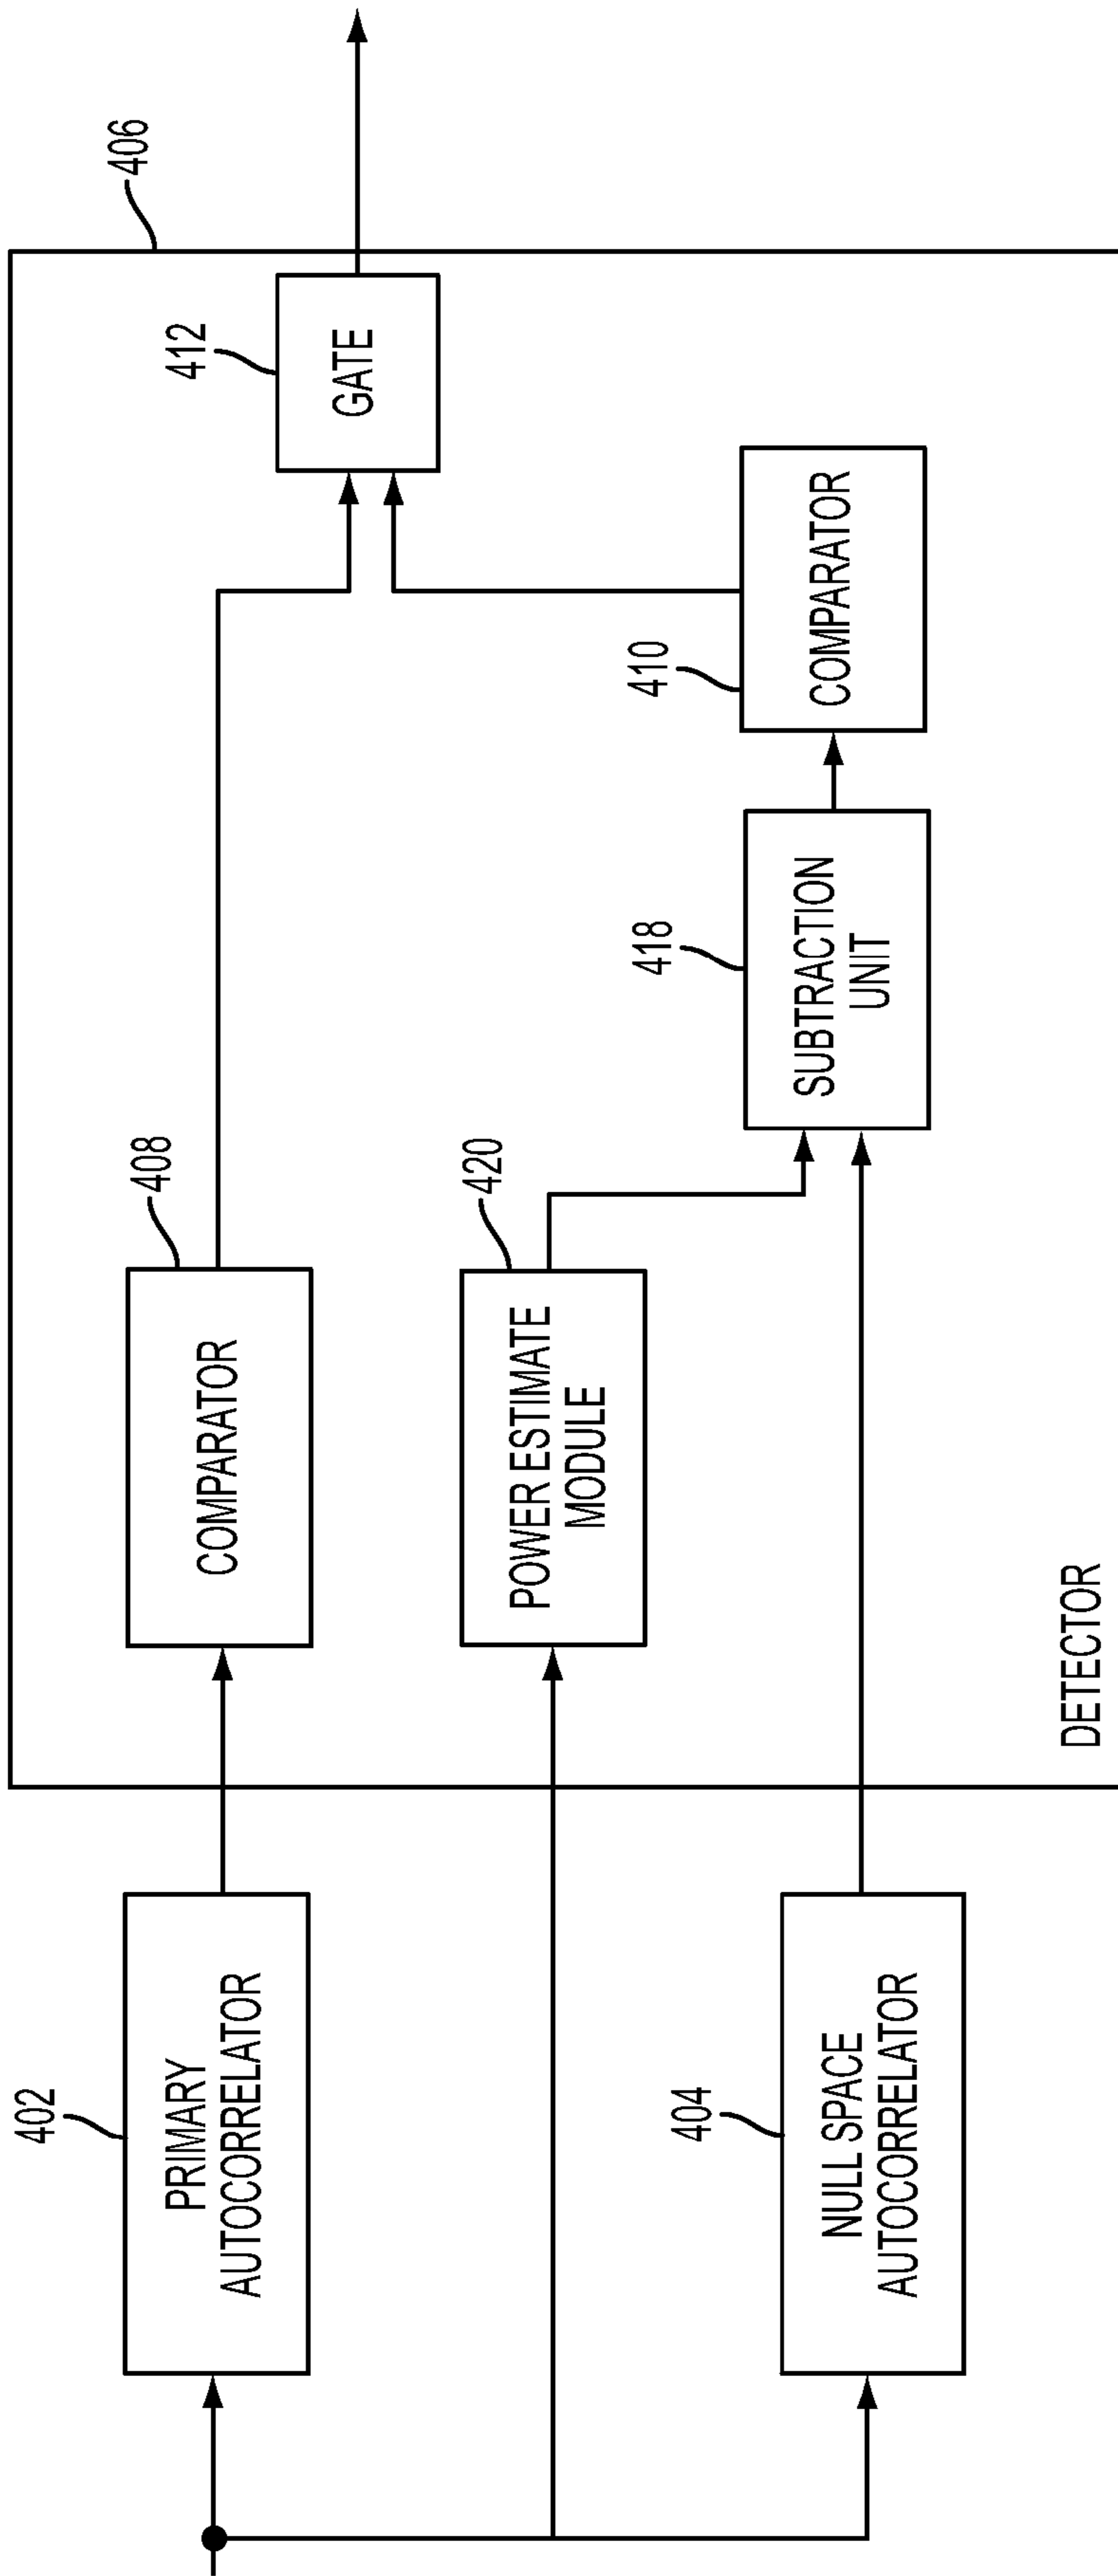 402
PRIMARY
AUTOCORRELATOR
408
COMPARATOR
406
412
GATE
420
POWER ESTIMATE
MODULE
404
NULL SPACE
AUTOCORRELATOR
418
SUBTRACTION
UNIT
410
COMPARATOR
DETECTOR